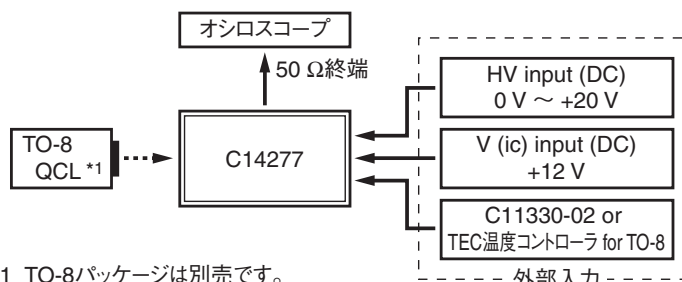 オシロスコープ
50 Ω終端
HV input (DC)
0 V ～ +20 V
TO-8
QCL *1
C14277
V (ic) input (DC)
+12 V
C11330-02 or
TEC温度コントローラ for TO-8
外部入力
1 TO-8パッケージは別売です。